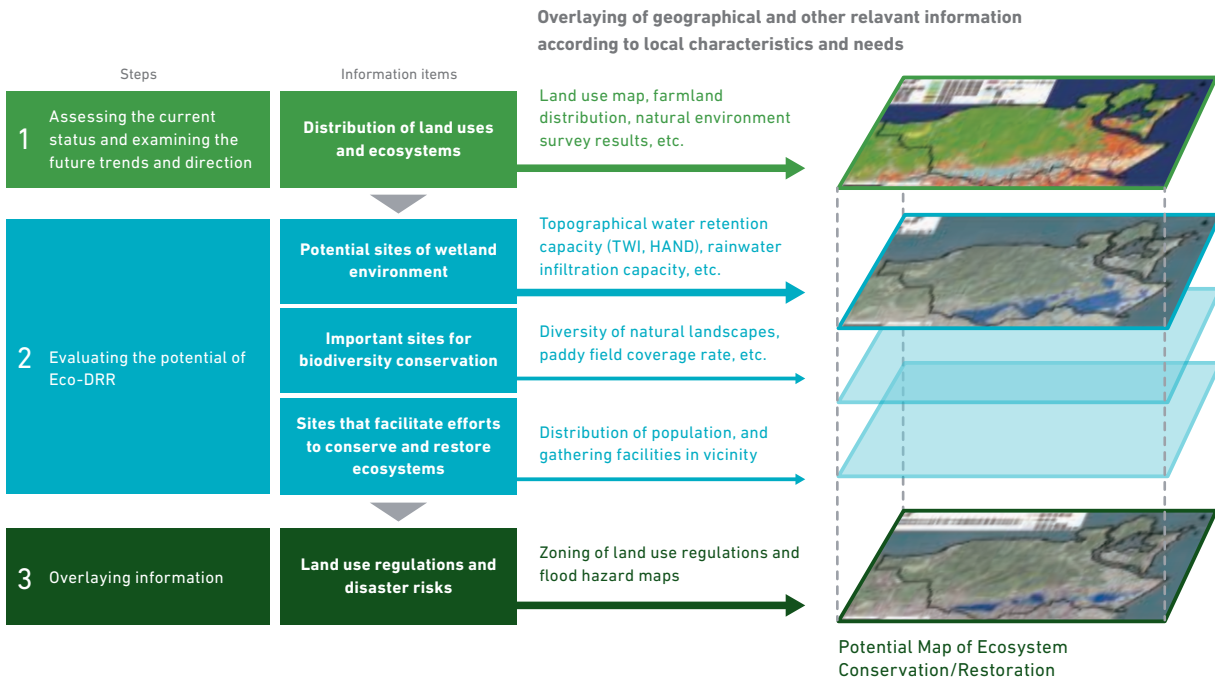 Overlaying of geographical and other relavant information
according to local characteristics and needs
Steps
Information items
1
Assessing the current
status and examining the
future trends and direction
Distribution of land uses
and ecosystems
Land use map, farmland
distribution, natural environment
survey results, etc.
2
Evaluating the potential of
Eco-DRR
Potential sites of wetland
environment
Topographical water retention
capacity (TWI, HAND), rainwater
infiltration capacity, etc.
Important sites for
biodiversity conservation
Diversity of natural landscapes,
paddy field coverage rate, etc.
Sites that facilitate efforts
to conserve and restore
ecosystems
Distribution of population, and
gathering facilities in vicinity
3
Overlaying information
Land use regulations and
disaster risks
Zoning of land use regulations and
flood hazard maps
Potential Map of Ecosystem
Conservation/Restoration